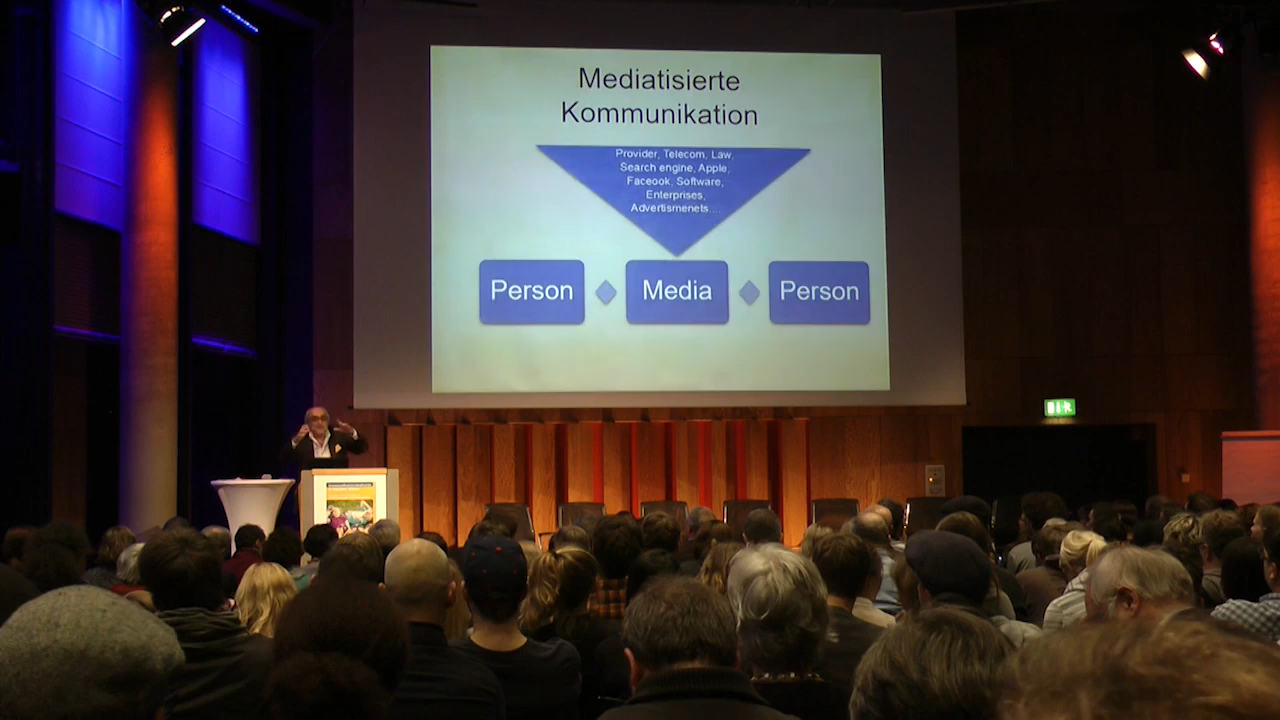 Mediatisierte
Kommunikation
Provider, Telecom, Law,
Search engine, Apple,
Faceook, Software,
Enterprises,
Advertismenets...
Person
Media
Person